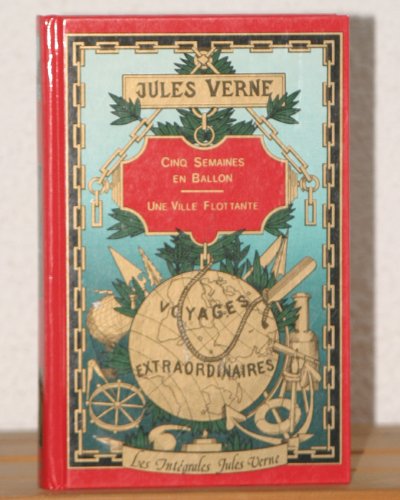 JULES VERNE
CINQ SEMAINES
EN BALLON
UNE VILLE FLOTTANTE
VOYAGES
EXTRAORDINAIRES
Les Intégrales Jules Verne